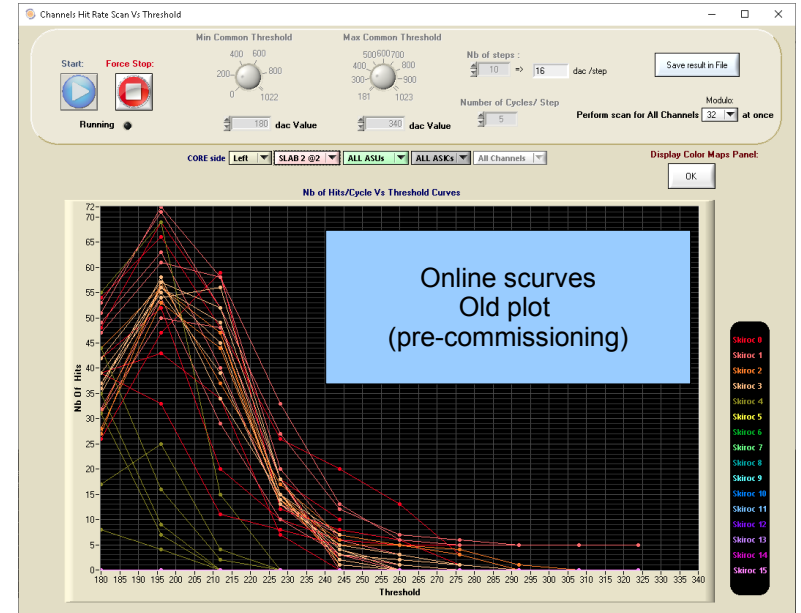 Channels Hit Rate Scan Vs Threshold
Min Common Threshold
Max Common Threshold
Start:
Force Stop:
Running
0 200 400 600 800 1022
180 dac Value
181 300 400 500 600 700 800 900 1023
340 dac Value
Nb of steps :
10 => 16 dac /step
Number of Cycles/ Step
5
Save result in File
Modulo:
Perform scan for All Channels 32 at once
CORE side Left SLAB 2 @2 ALL ASUs ALL ASICs All Channels
Display Color Maps Panel:
OK
Nb of Hits/Cycle Vs Threshold Curves
Online scurves
Old plot
(pre-commissioning)
Nb Of Hits
72
70
65
60
55
50
45
40
35
30
25
20
15
10
5
0
180 185 190 195 200 205 210 215 220 225 230 235 240 245 250 255 260 265 270 275 280 285 290 295 300 305 310 315 320 325 330 335 340
Threshold
Skiroc 0
Skiroc 1
Skiroc 2
Skiroc 3
Skiroc 4
Skiroc 5
Skiroc 6
Skiroc 7
Skiroc 8
Skiroc 9
Skiroc 10
Skiroc 11
Skiroc 12
Skiroc 13
Skiroc 14
Skiroc 15